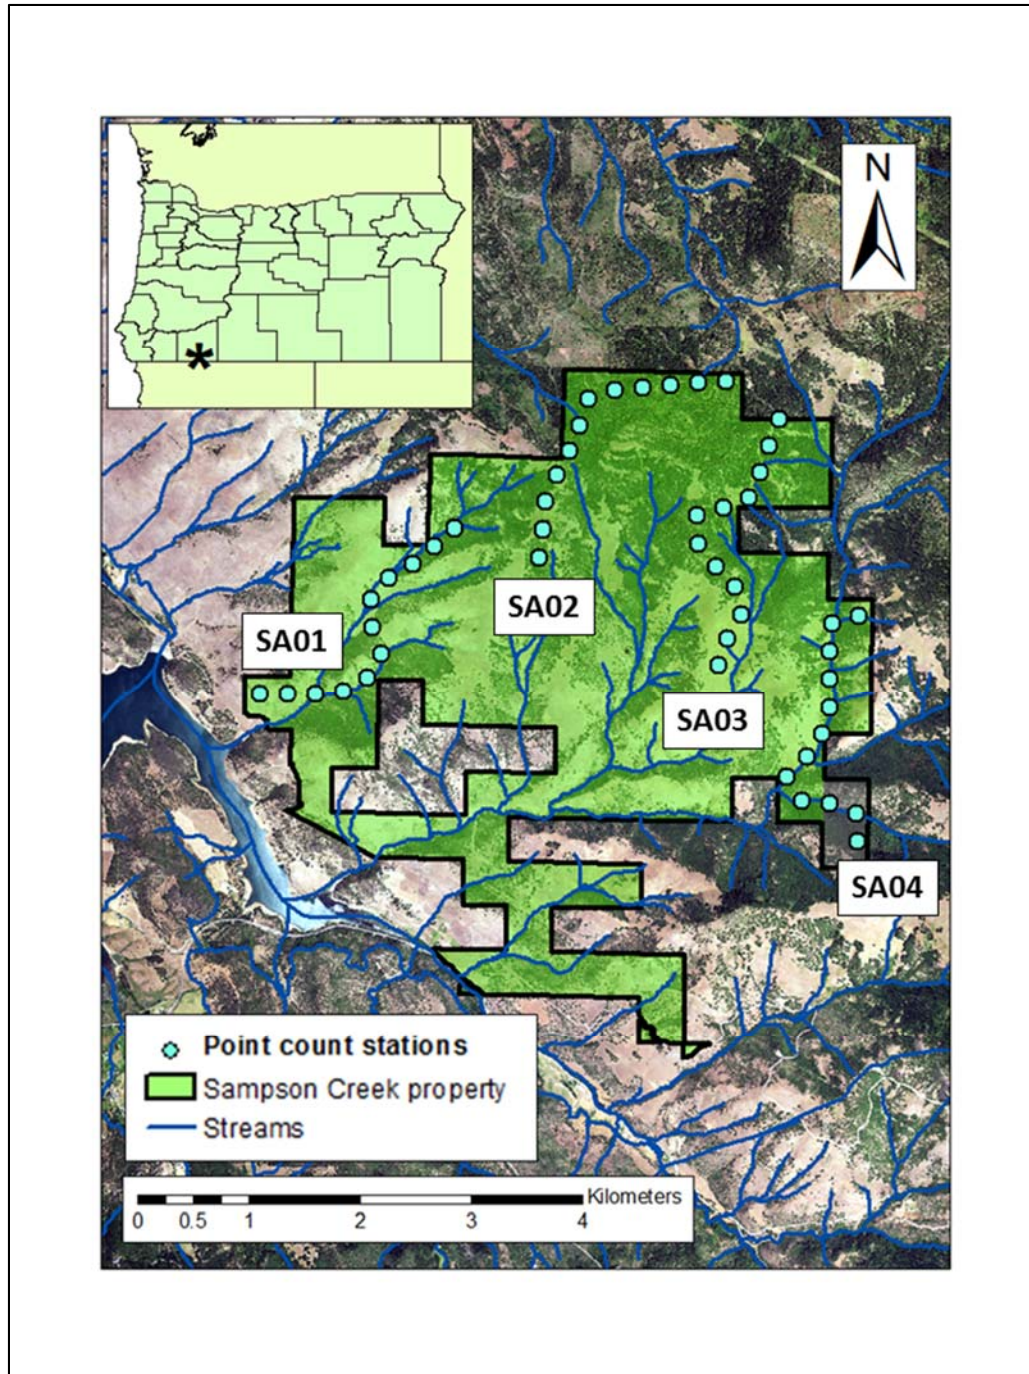 N
SA01
SA02
SA03
SA04
Point count stations
Sampson Creek property
Streams
Kilometers
0 0.5 1 2 3 4